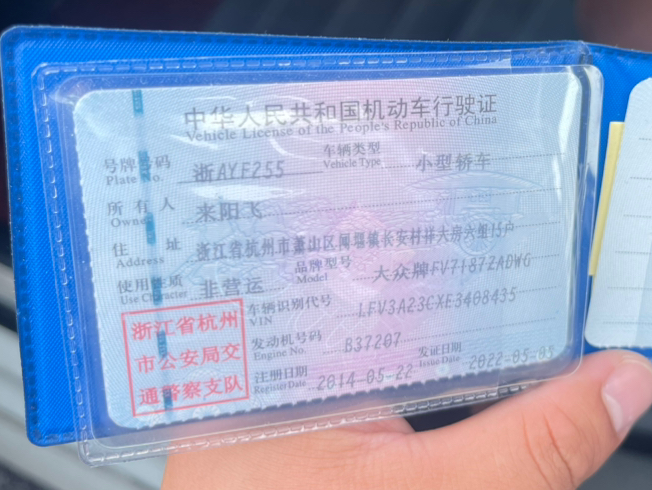 中华人民共和国机动车行驶证
Vehicle License of the People's Republic of China
号牌号码 浙AYF255 车辆类型 小型轿车
Plate No. Vehicle Type
所有人 来阳飞
Owner
住址 浙江省杭州市萧山区闻堰镇长安村祥大房六组15户
Address
使用性质 非营运 品牌型号 大众牌FV7187ZADWG
Use Character Model
车辆识别代号 LFV3A23CXE3408435
VIN
发动机号码 B37207
Engine No.
注册日期 2014-05-22 发证日期 2022-05-05
Register Date Issue Date
浙江省杭州
市公安局交
通警察支队